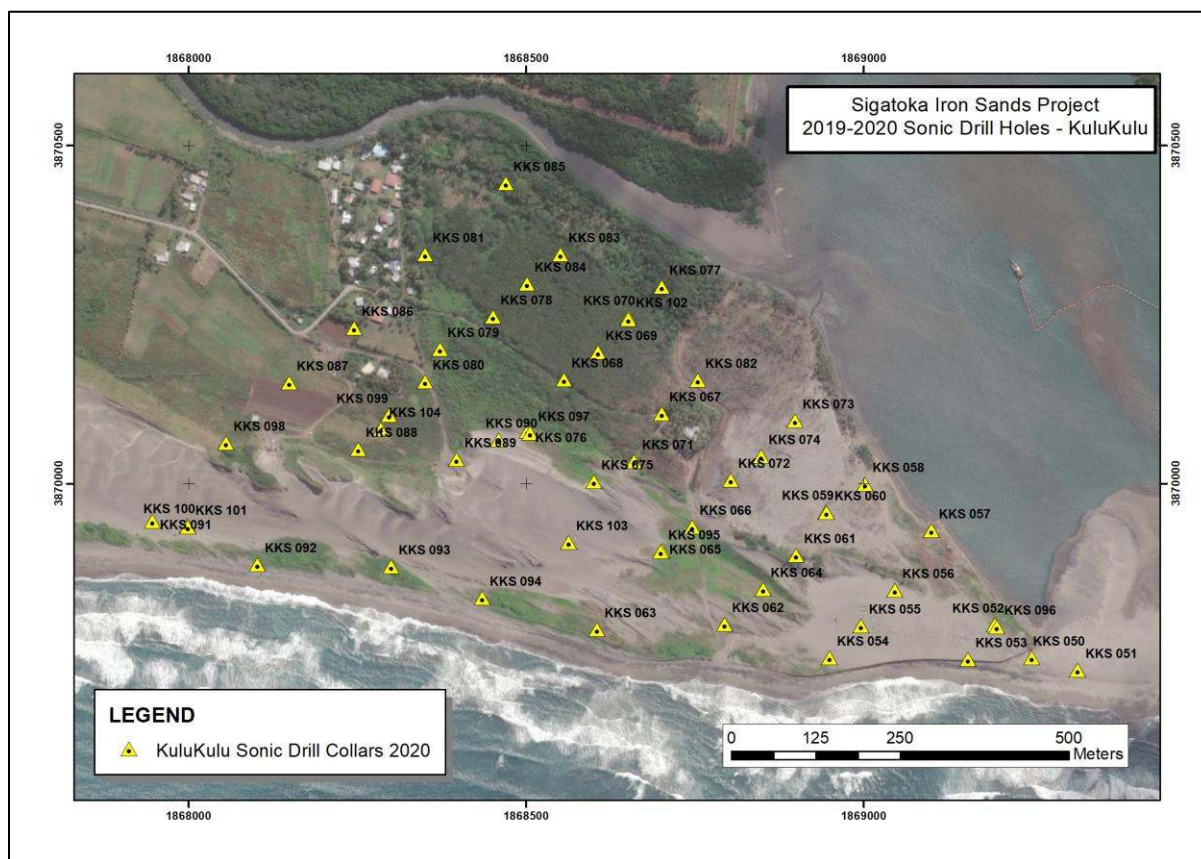 1868000
1868500
1869000
Sigatoka Iron Sands Project
2019-2020 Sonic Drill Holes - KuluKulu
3870500
3870500
KKS 085
KKS 081
KKS 083
KKS 084
KKS 077
KKS 078
KKS 070
KKS 102
KKS 086
KKS 079
KKS 069
KKS 080
KKS 068
KKS 087
KKS 082
KKS 099
KKS 067
KKS 104
KKS 073
KKS 098
KKS 088
KKS 090
KKS 097
KKS 089
KKS 076
KKS 071
KKS 074
KKS 075
KKS 072
KKS 058
3870000
3870000
KKS 100
KKS 101
KKS 091
KKS 103
KKS 066
KKS 059
KKS 060
KKS 057
KKS 095
KKS 065
KKS 061
KKS 092
KKS 093
KKS 064
KKS 056
KKS 094
KKS 063
KKS 062
KKS 055
KKS 052
KKS 096
KKS 054
KKS 053
KKS 050
KKS 051
LEGEND
KuluKulu Sonic Drill Collars 2020
0 125 250 500
Meters
1868000
1868500
1869000